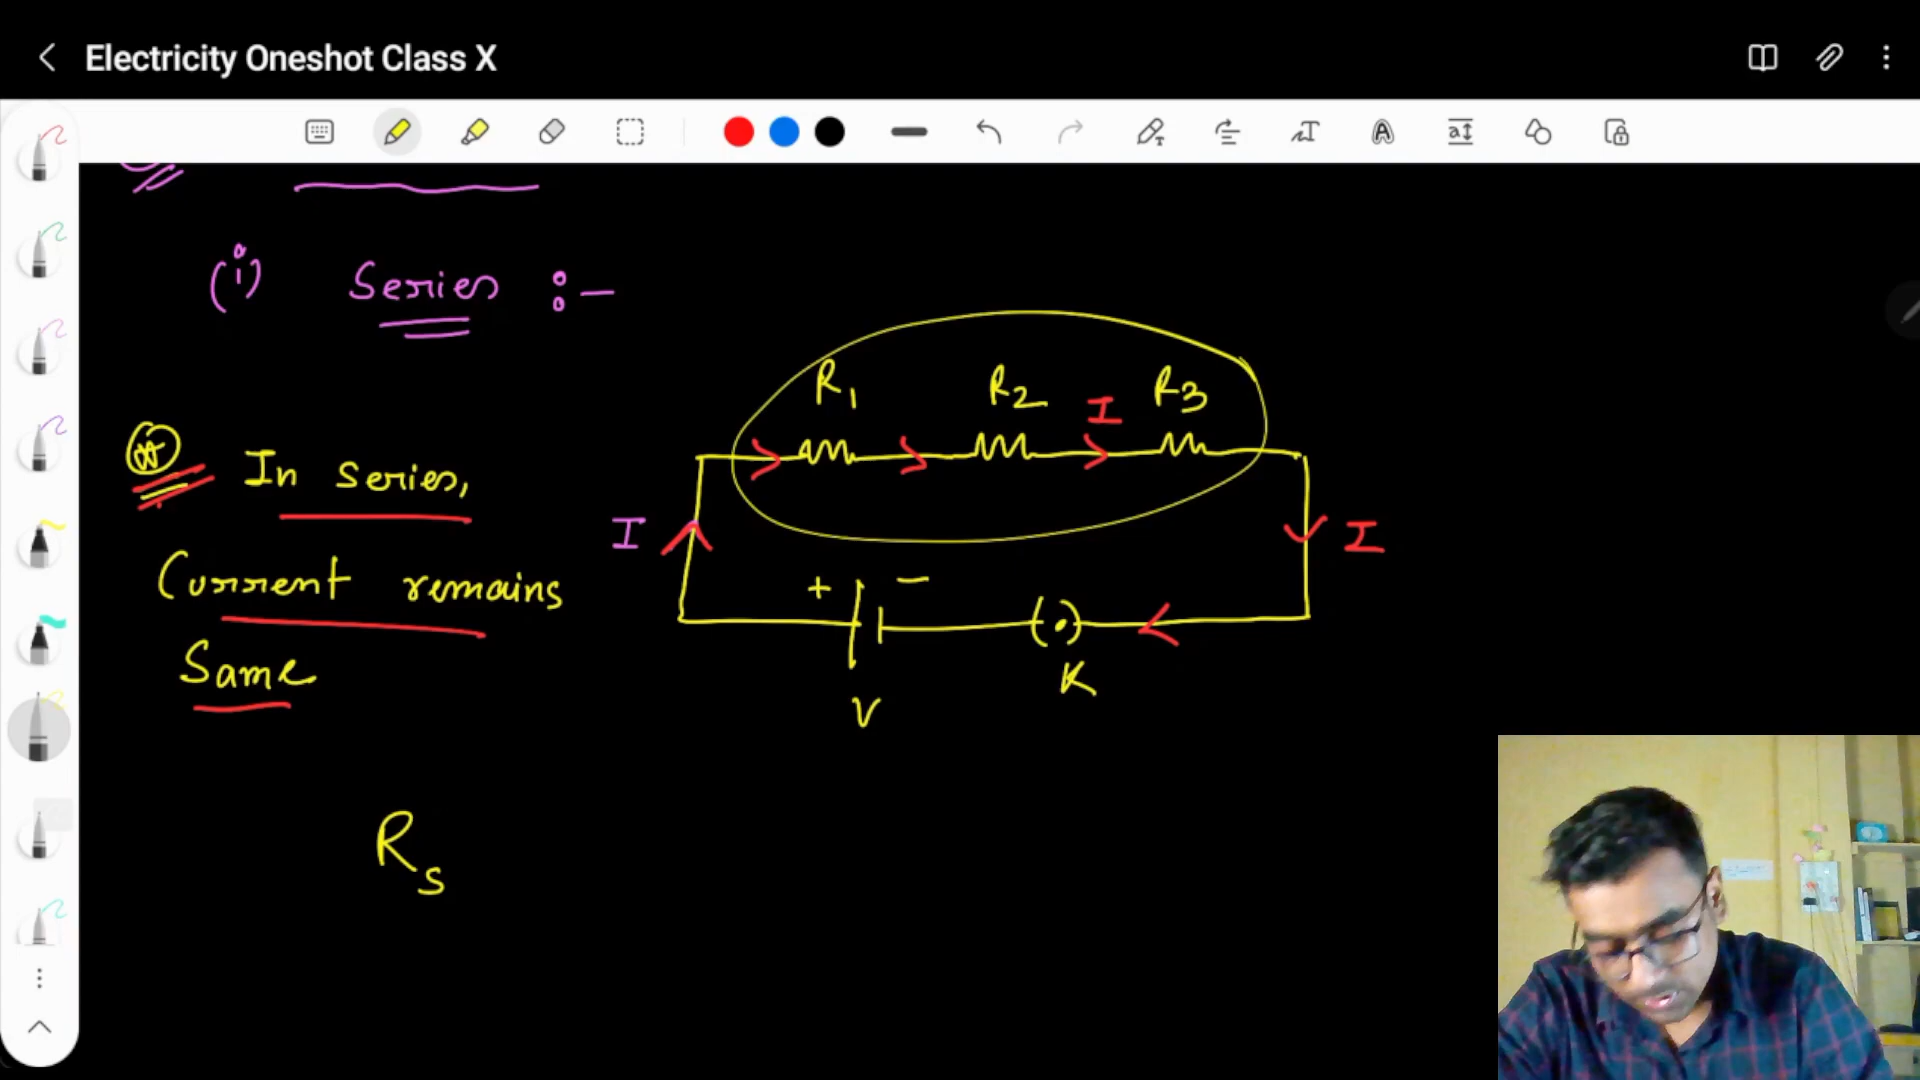 Electricity Oneshot Class X
(i) Series :-
R1 R2 I R3
In series,
I
I
Current remains
+ -
Same
K
V
Rs